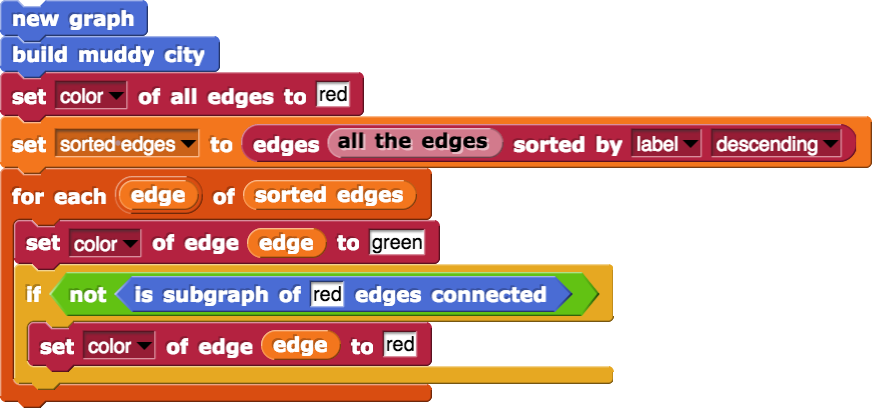 new graph
build muddy city
set color of all edges to red
set sorted edges to edges all the edges sorted by label descending
for each edge of sorted edges
set color of edge edge to green
if not is subgraph of red edges connected
set color of edge edge to red